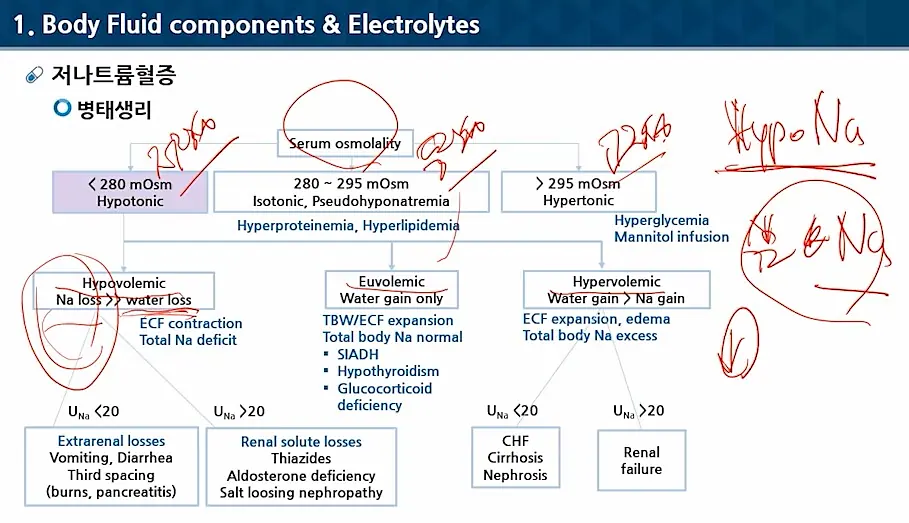 1. Body Fluid components & Electrolytes
저나트륨혈증
병태생리
Serum osmolality
< 280 mOsm
Hypotonic
280 ~ 295 mOsm
Isotonic, Pseudohyponatremia
> 295 mOsm
Hypertonic
Hyperproteinemia, Hyperlipidemia
Hyperglycemia
Mannitol infusion
Hypo Na
Na
Hypovolemic
Na loss >> water loss
ECF contraction
Total Na deficit
Euvolemic
Water gain only
TBW/ECF expansion
Total body Na normal
▪ SIADH
▪ Hypothyroidism
▪ Glucocorticoid
deficiency
Hypervolemic
Water gain > Na gain
ECF expansion, edema
Total body Na excess
UNa <20
UNa >20
UNa <20
UNa >20
Extrarenal losses
Vomiting, Diarrhea
Third spacing
(burns, pancreatitis)
Renal solute losses
Thiazides
Aldosterone deficiency
Salt loosing nephropathy
CHF
Cirrhosis
Nephrosis
Renal
failure